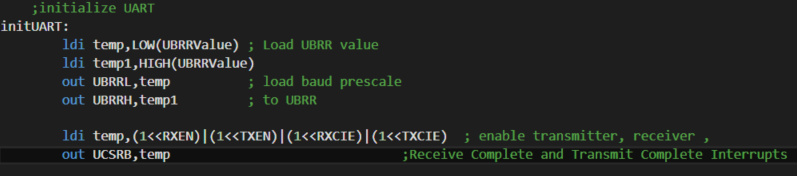 ;initialize UART
initUART:
ldi temp,LOW(UBRRValue) ; Load UBRR value
ldi temp1,HIGH(UBRRValue)
out UBRRL,temp ; load baud prescale
out UBRRH,temp1 ; to UBRR
ldi temp,(1<<RXEN)|(1<<TXEN)|(1<<RXCIE)|(1<<TXCIE) ; enable transmitter, receiver ,
out UCSRB,temp ;Receive Complete and Transmit Complete Interrupts